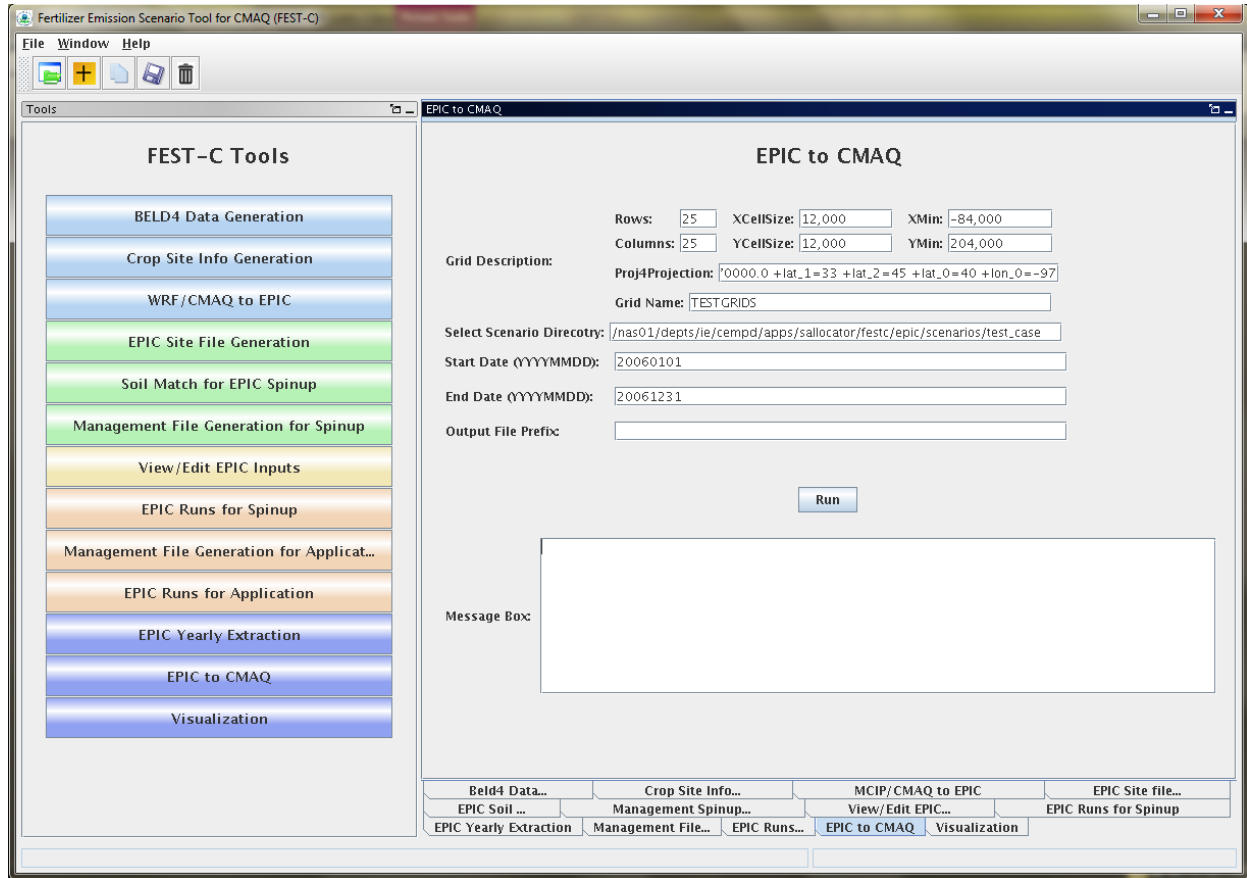 Fertilizer Emission Scenario Tool for CMAQ (FEST-C)
File Window Help
Tools
EPIC to CMAQ
FEST-C Tools
BELD4 Data Generation
Crop Site Info Generation
WRF/CMAQ to EPIC
EPIC Site File Generation
Soil Match for EPIC Spinup
Management File Generation for Spinup
View/Edit EPIC Inputs
EPIC Runs for Spinup
Management File Generation for Applicat...
EPIC Runs for Application
EPIC Yearly Extraction
EPIC to CMAQ
Visualization
EPIC to CMAQ
Grid Description:
Rows: 25 XCellSize: 12,000 XMin: -84,000
Columns: 25 YCellSize: 12,000 YMin: 204,000
Proj4Projection: '0000.0 +lat_1=33 +lat_2=45 +lat_0=40 +lon_0=-97
Grid Name: TESTGRIDS
Select Scenario Direcotry: /nas01/depts/ie/cempd/apps/sallocator/festc/epic/scenarios/test_case
Start Date (YYYYMMDD): 20060101
End Date (YYYYMMDD): 20061231
Output File Prefix:
Run
Message Box:
Beld4 Data... Crop Site Info... MCIP/CMAQ to EPIC EPIC Site file...
EPIC Soil ... Management Spinup... View/Edit EPIC... EPIC Runs for Spinup
EPIC Yearly Extraction Management File... EPIC Runs... EPIC to CMAQ Visualization